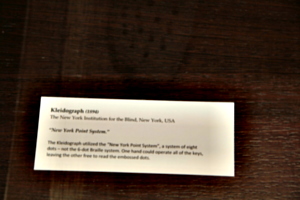 Kleidograph (1894)
The New York Institution for the Blind, New York, USA
"New York Point System."
The Kleidograph utilized the "New York Point System", a system of eight
dots – not the 6 dot Braille system. One hand could operate all of the keys,
leaving the other free to read the embossed dots.